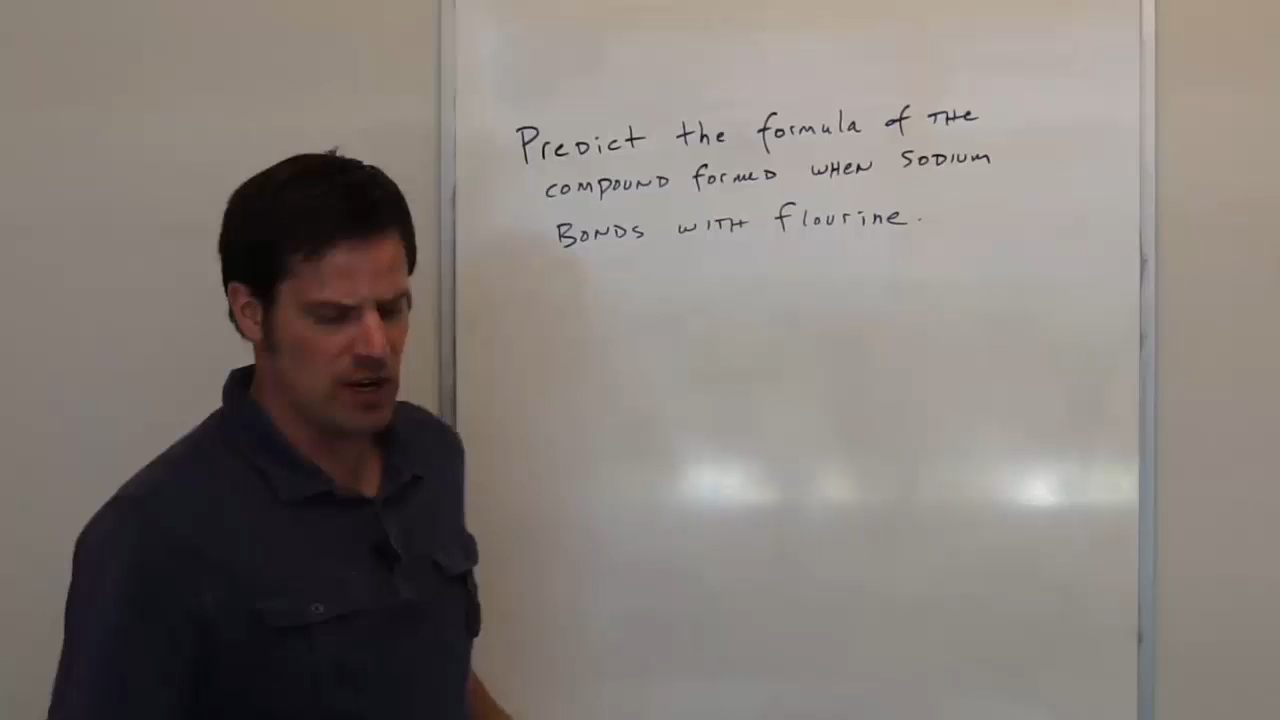 Predict the formula of the
compound formed when sodium
Bonds with flourine.